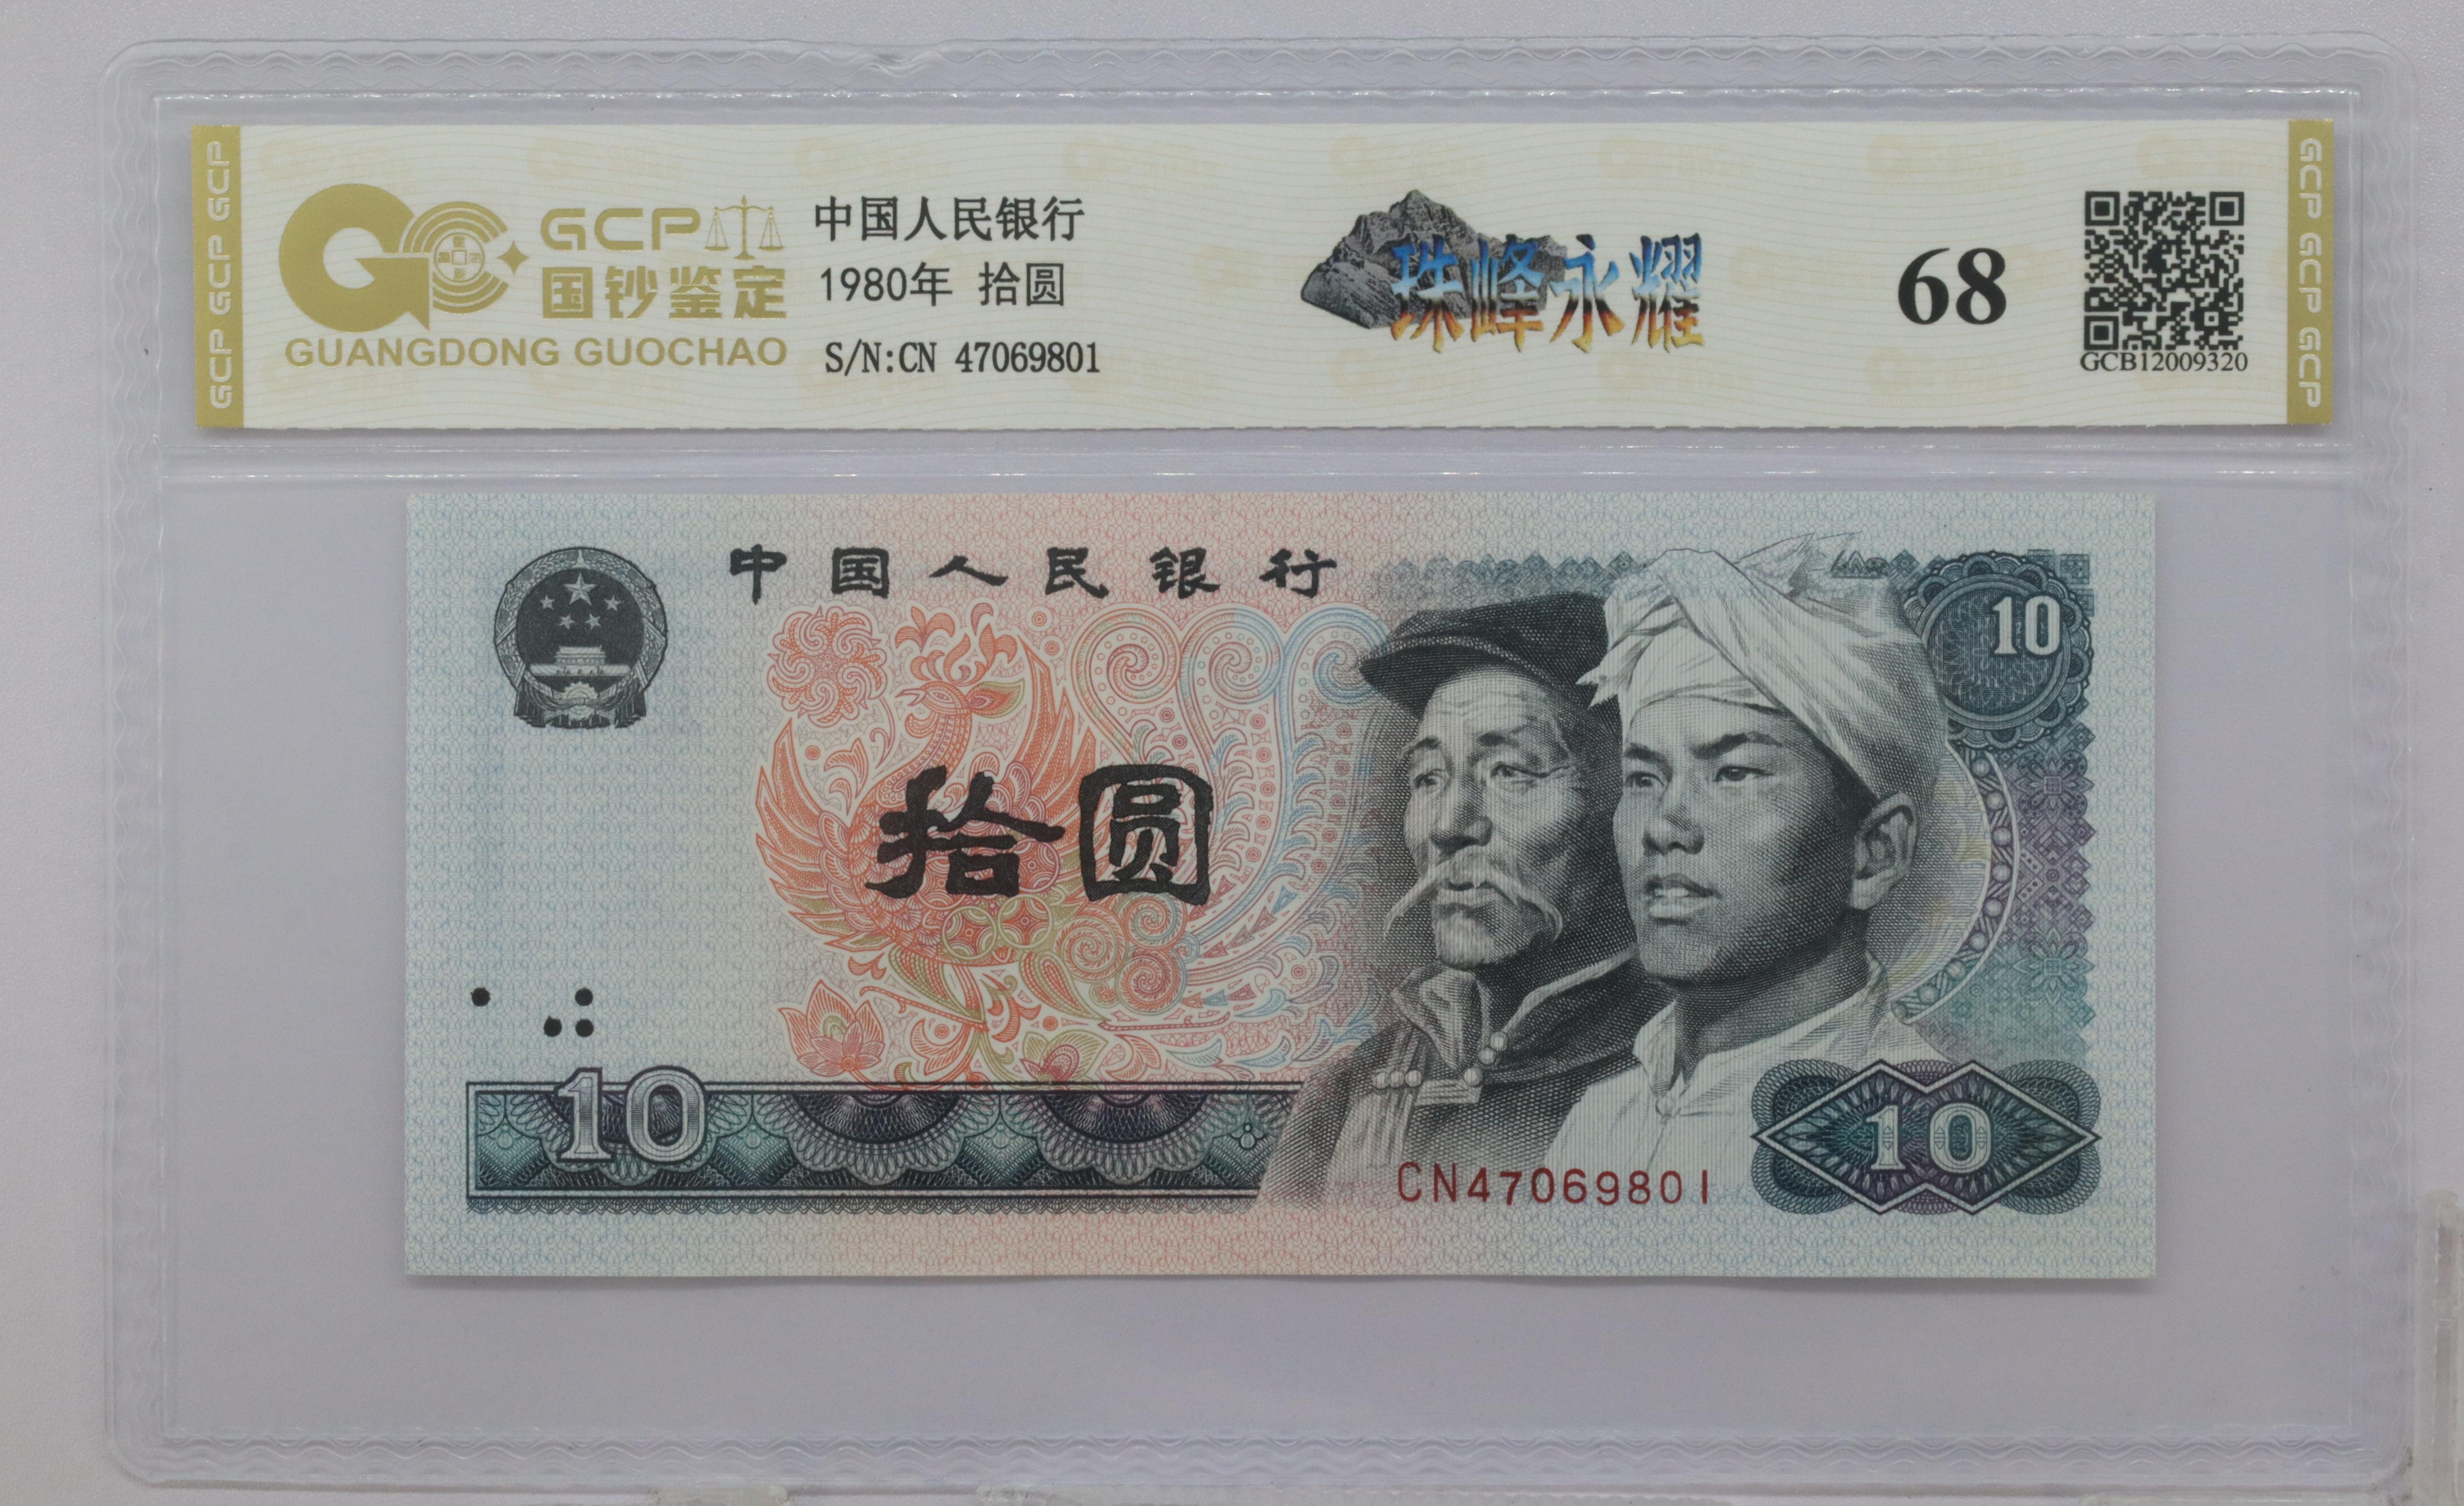 GCP GCP GCP
GCP
国钞鉴定
GUANGDONG GUOCHAO
中国人民银行
1980年 拾圆
S/N:CN 47069801
珠峰永耀
68
GCB12009320
GCP GCP GCP
中国人民银行
10
拾圆
10
CN47069801
10